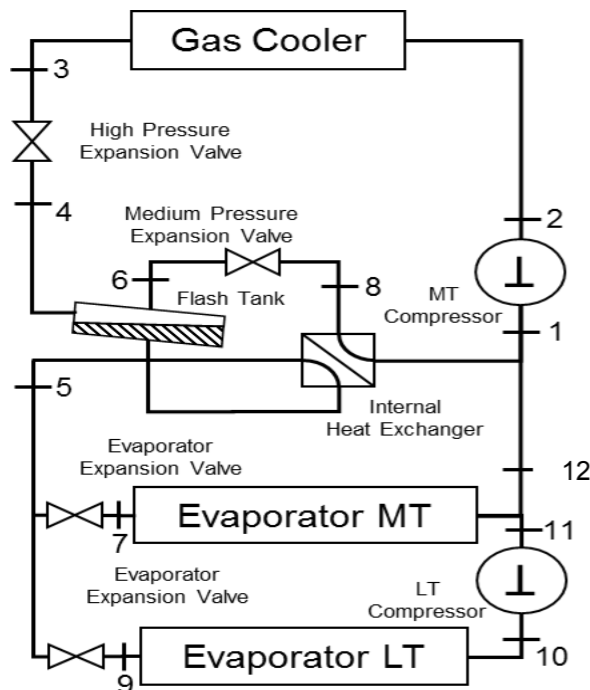 Gas Cooler
3
High Pressure
Expansion Valve
4
2
Medium Pressure
Expansion Valve
6
Flash Tank
8
MT
Compressor
1
5
Internal
Heat Exchanger
Evaporator
Expansion Valve
12
7
Evaporator MT
11
Evaporator
Expansion Valve
LT
Compressor
9
Evaporator LT
10